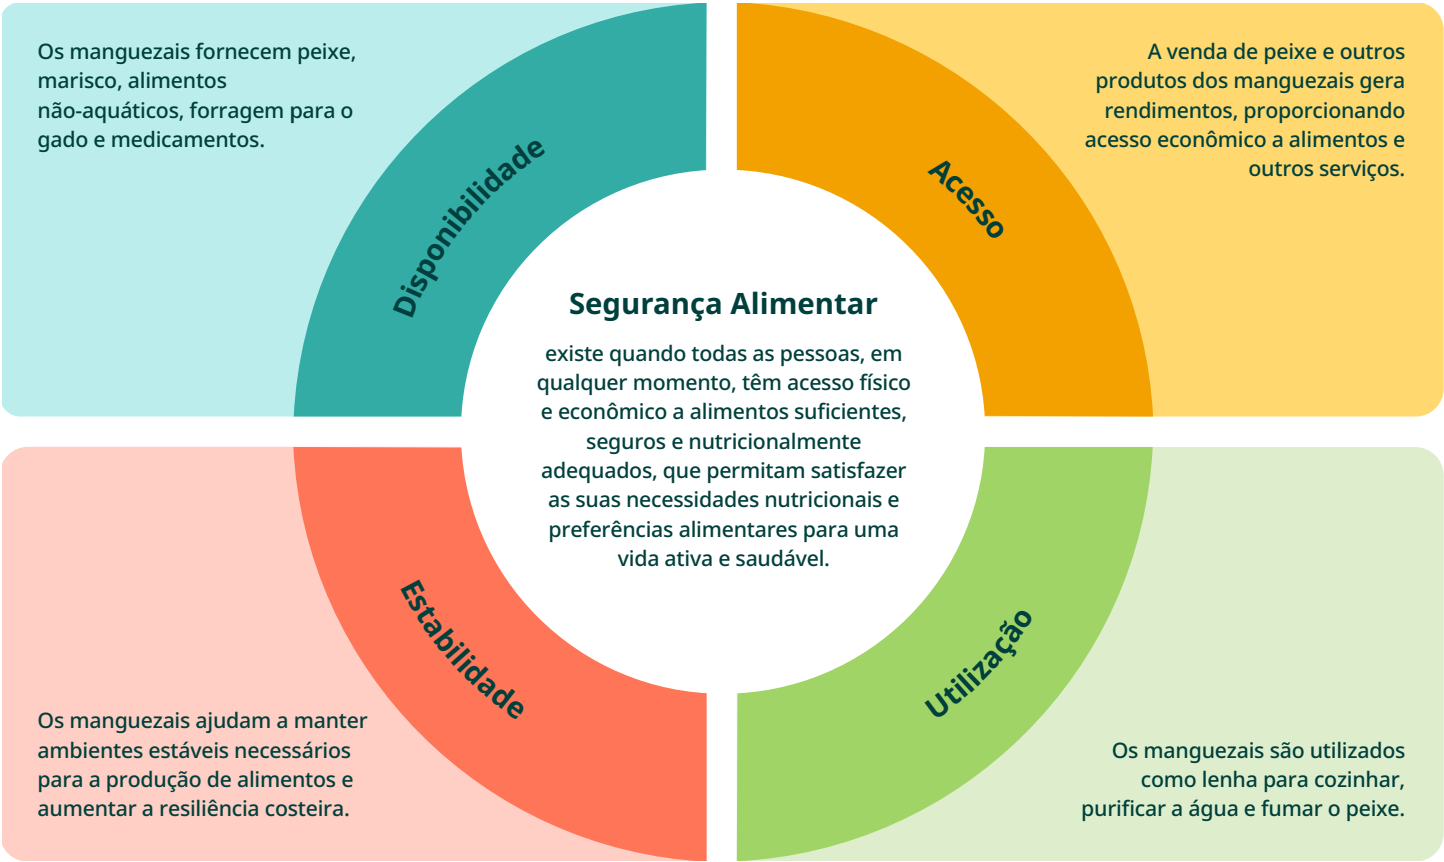 Os manguezais fornecem peixe,
marisco, alimentos
não-aquáticos, forragem para o
gado e medicamentos.
Disponibilidade
A venda de peixe e outros
produtos dos manguezais gera
rendimentos, proporcionando
acesso econômico a alimentos e
outros serviços.
Acesso
Segurança Alimentar
existe quando todas as pessoas, em
qualquer momento, têm acesso físico
e econômico a alimentos suficientes,
seguros e nutricionalmente
adequados, que permitam satisfazer
as suas necessidades nutricionais e
preferências alimentares para uma
vida ativa e saudável.
Estabilidade
Os manguezais ajudam a manter
ambientes estáveis necessários
para a produção de alimentos e
aumentar a resiliência costeira.
Utilização
Os manguezais são utilizados
como lenha para cozinhar,
purificar a água e fumar o peixe.